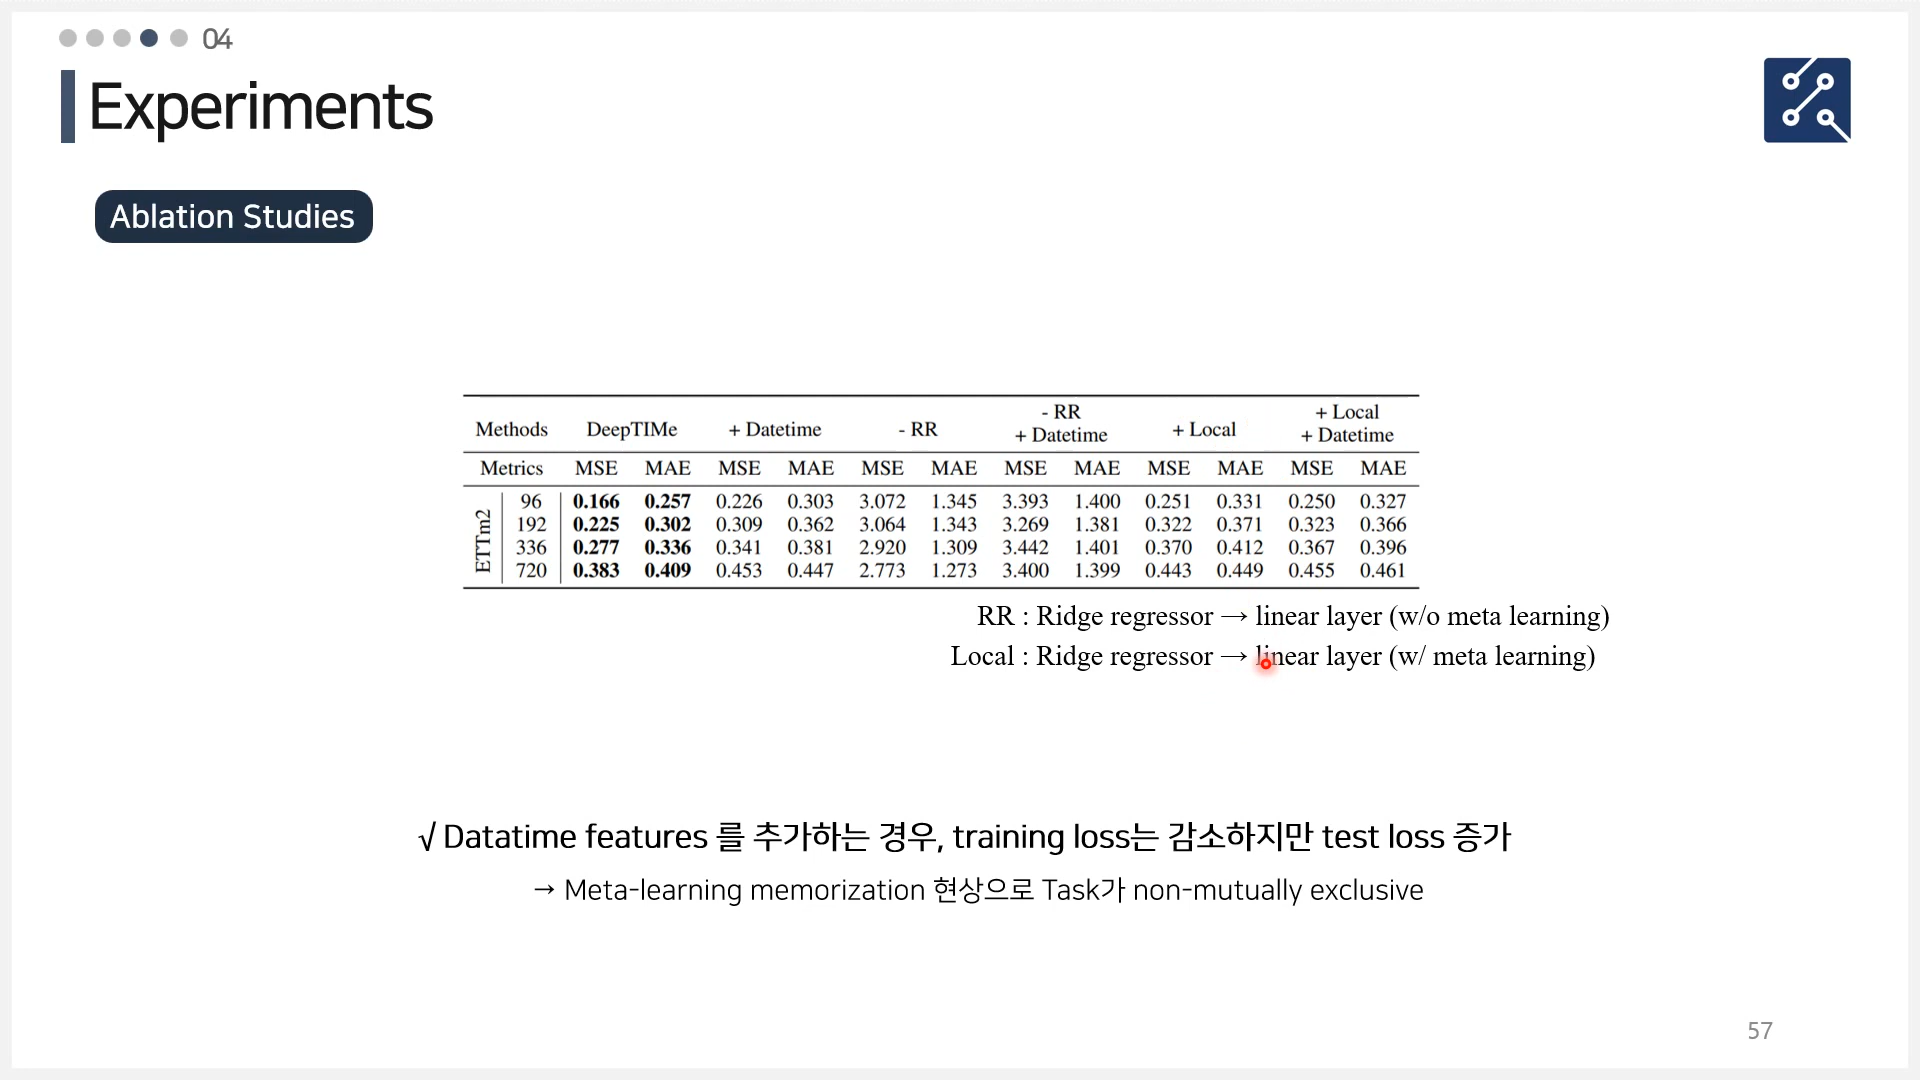 04
Experiments
Ablation Studies
Methods DeepTIMe + Datetime - RR - RR + Datetime + Local + Local + Datetime
Metrics MSE MAE MSE MAE MSE MAE MSE MAE MSE MAE MSE MAE
ETTm2
96 0.166 0.257 0.226 0.303 3.072 1.345 3.393 1.400 0.251 0.331 0.250 0.327
192 0.225 0.302 0.309 0.362 3.064 1.343 3.269 1.381 0.322 0.371 0.323 0.366
336 0.277 0.336 0.341 0.381 2.920 1.309 3.442 1.401 0.370 0.412 0.367 0.396
720 0.383 0.409 0.453 0.447 2.773 1.273 3.400 1.399 0.443 0.449 0.455 0.461
RR : Ridge regressor → linear layer (w/o meta learning)
Local : Ridge regressor → linear layer (w/ meta learning)
√ Datatime features 를 추가하는 경우, training loss는 감소하지만 test loss 증가
→ Meta-learning memorization 현상으로 Task가 non-mutually exclusive
57